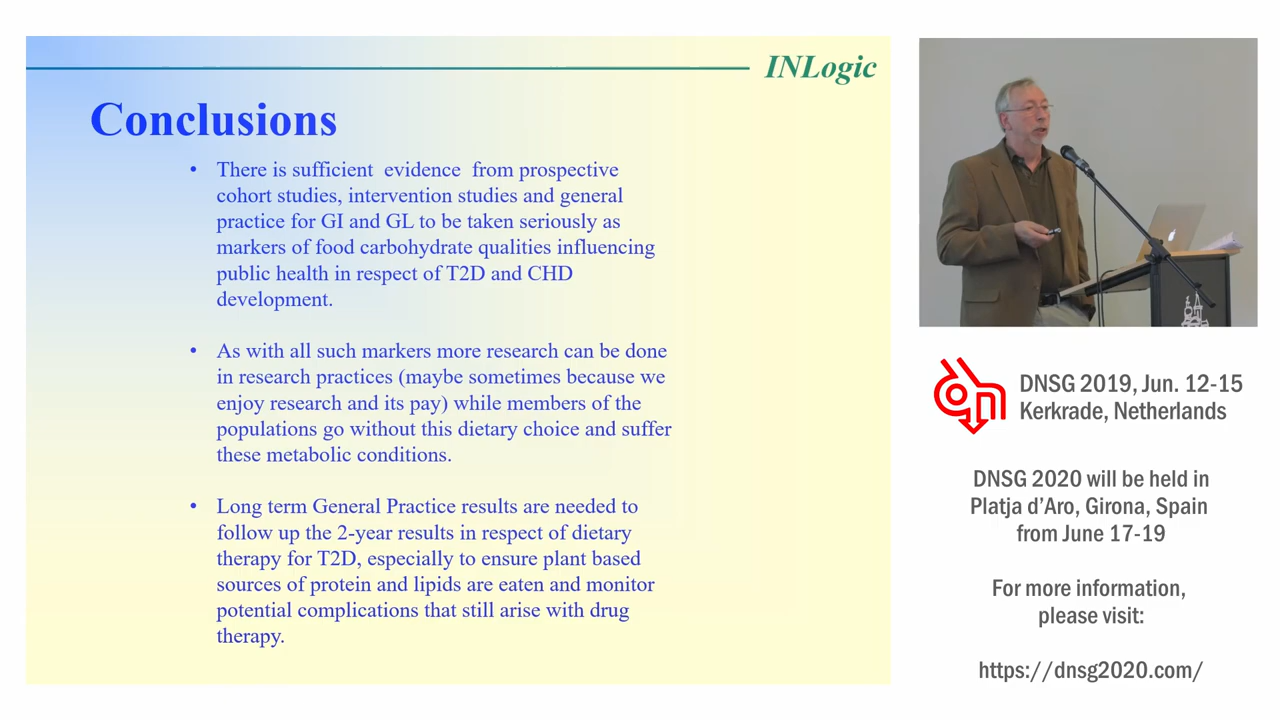 INLogic
Conclusions
• There is sufficient evidence from prospective
cohort studies, intervention studies and general
practice for GI and GL to be taken seriously as
markers of food carbohydrate qualities influencing
public health in respect of T2D and CHD
development.
• As with all such markers more research can be done
in research practices (maybe sometimes because we
enjoy research and its pay) while members of the
populations go without this dietary choice and suffer
these metabolic conditions.
• Long term General Practice results are needed to
follow up the 2-year results in respect of dietary
therapy for T2D, especially to ensure plant based
sources of protein and lipids are eaten and monitor
potential complications that still arise with drug
therapy.
DNSG 2019, Jun. 12-15
Kerkrade, Netherlands
DNSG 2020 will be held in
Platja d’Aro, Girona, Spain
from June 17-19
For more information,
please visit:
https://dnsg2020.com/